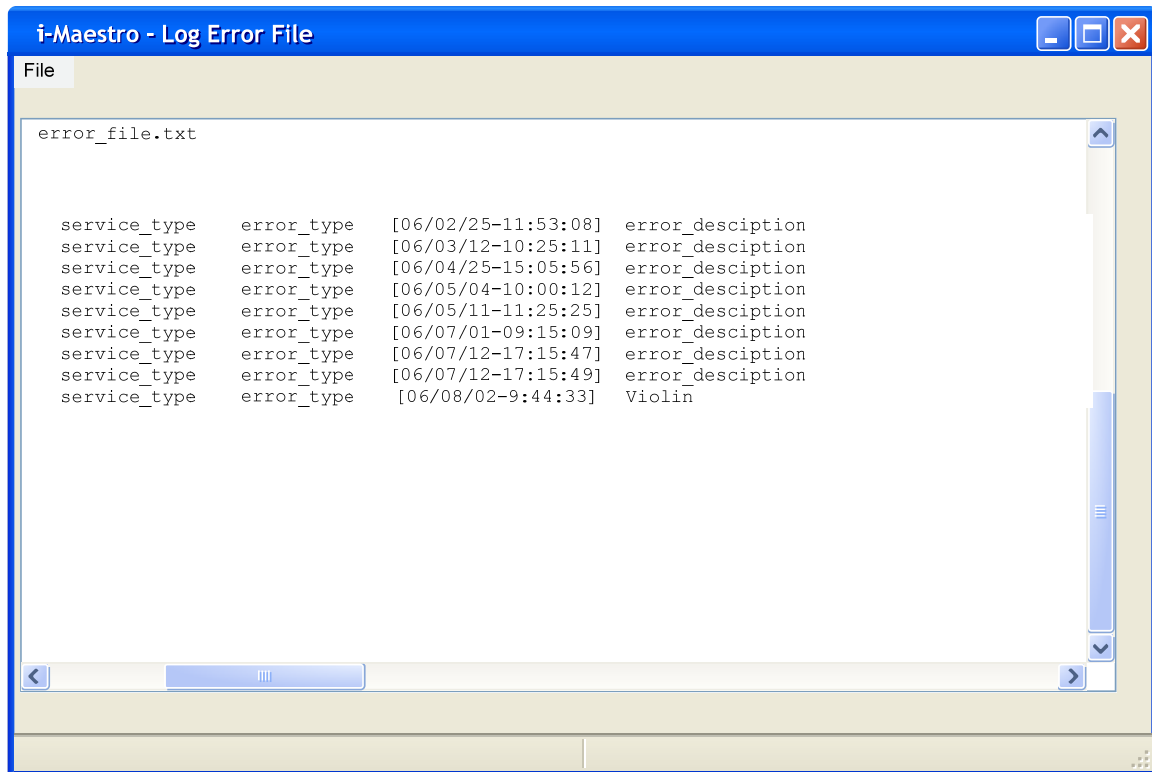 i-Maestro - Log Error File
File
error_file.txt
service_type error_type [06/02/25-11:53:08] error_desciption
service_type error_type [06/03/12-10:25:11] error_desciption
service_type error_type [06/04/25-15:05:56] error_desciption
service_type error_type [06/05/04-10:00:12] error_desciption
service_type error_type [06/05/11-11:25:25] error_desciption
service_type error_type [06/07/01-09:15:09] error_desciption
service_type error_type [06/07/12-17:15:47] error_desciption
service_type error_type [06/07/12-17:15:49] error_desciption
service_type error_type [06/08/02-9:44:33] Violin